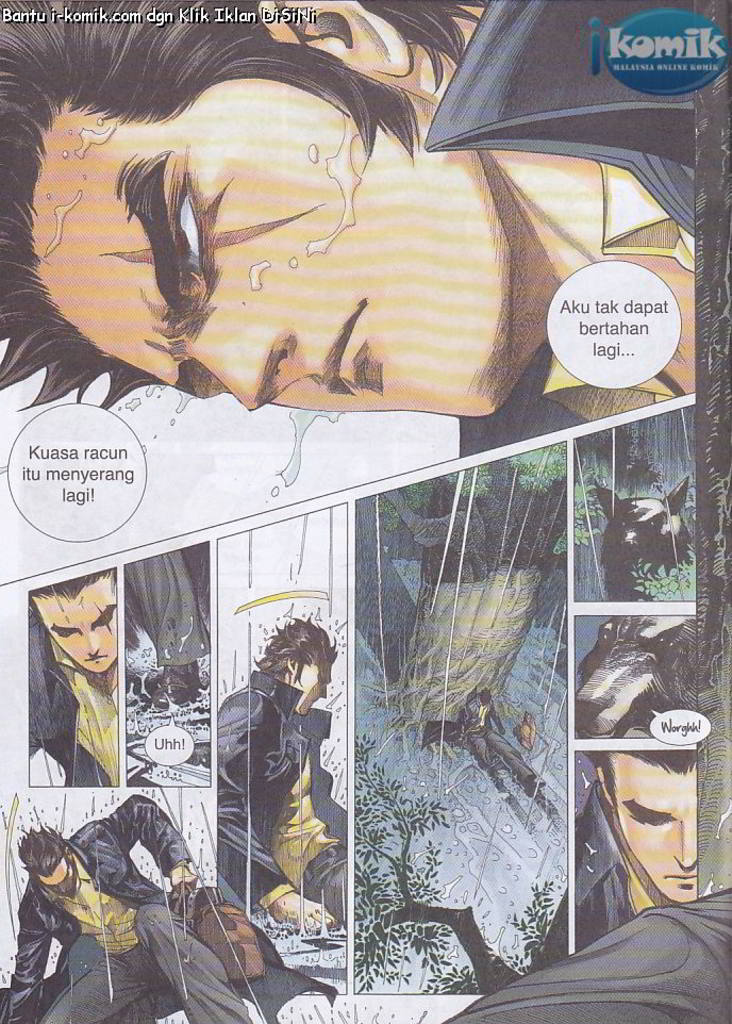 Bantu i-komik.com dgn Klik Iklan DiSiNi
ikomik
MALAYSIA ONLINE KOMIK
Aku tak dapat
bertahan
lagi...
Kuasa racun
itu menyerang
lagi!
Uhh!
Worghh!